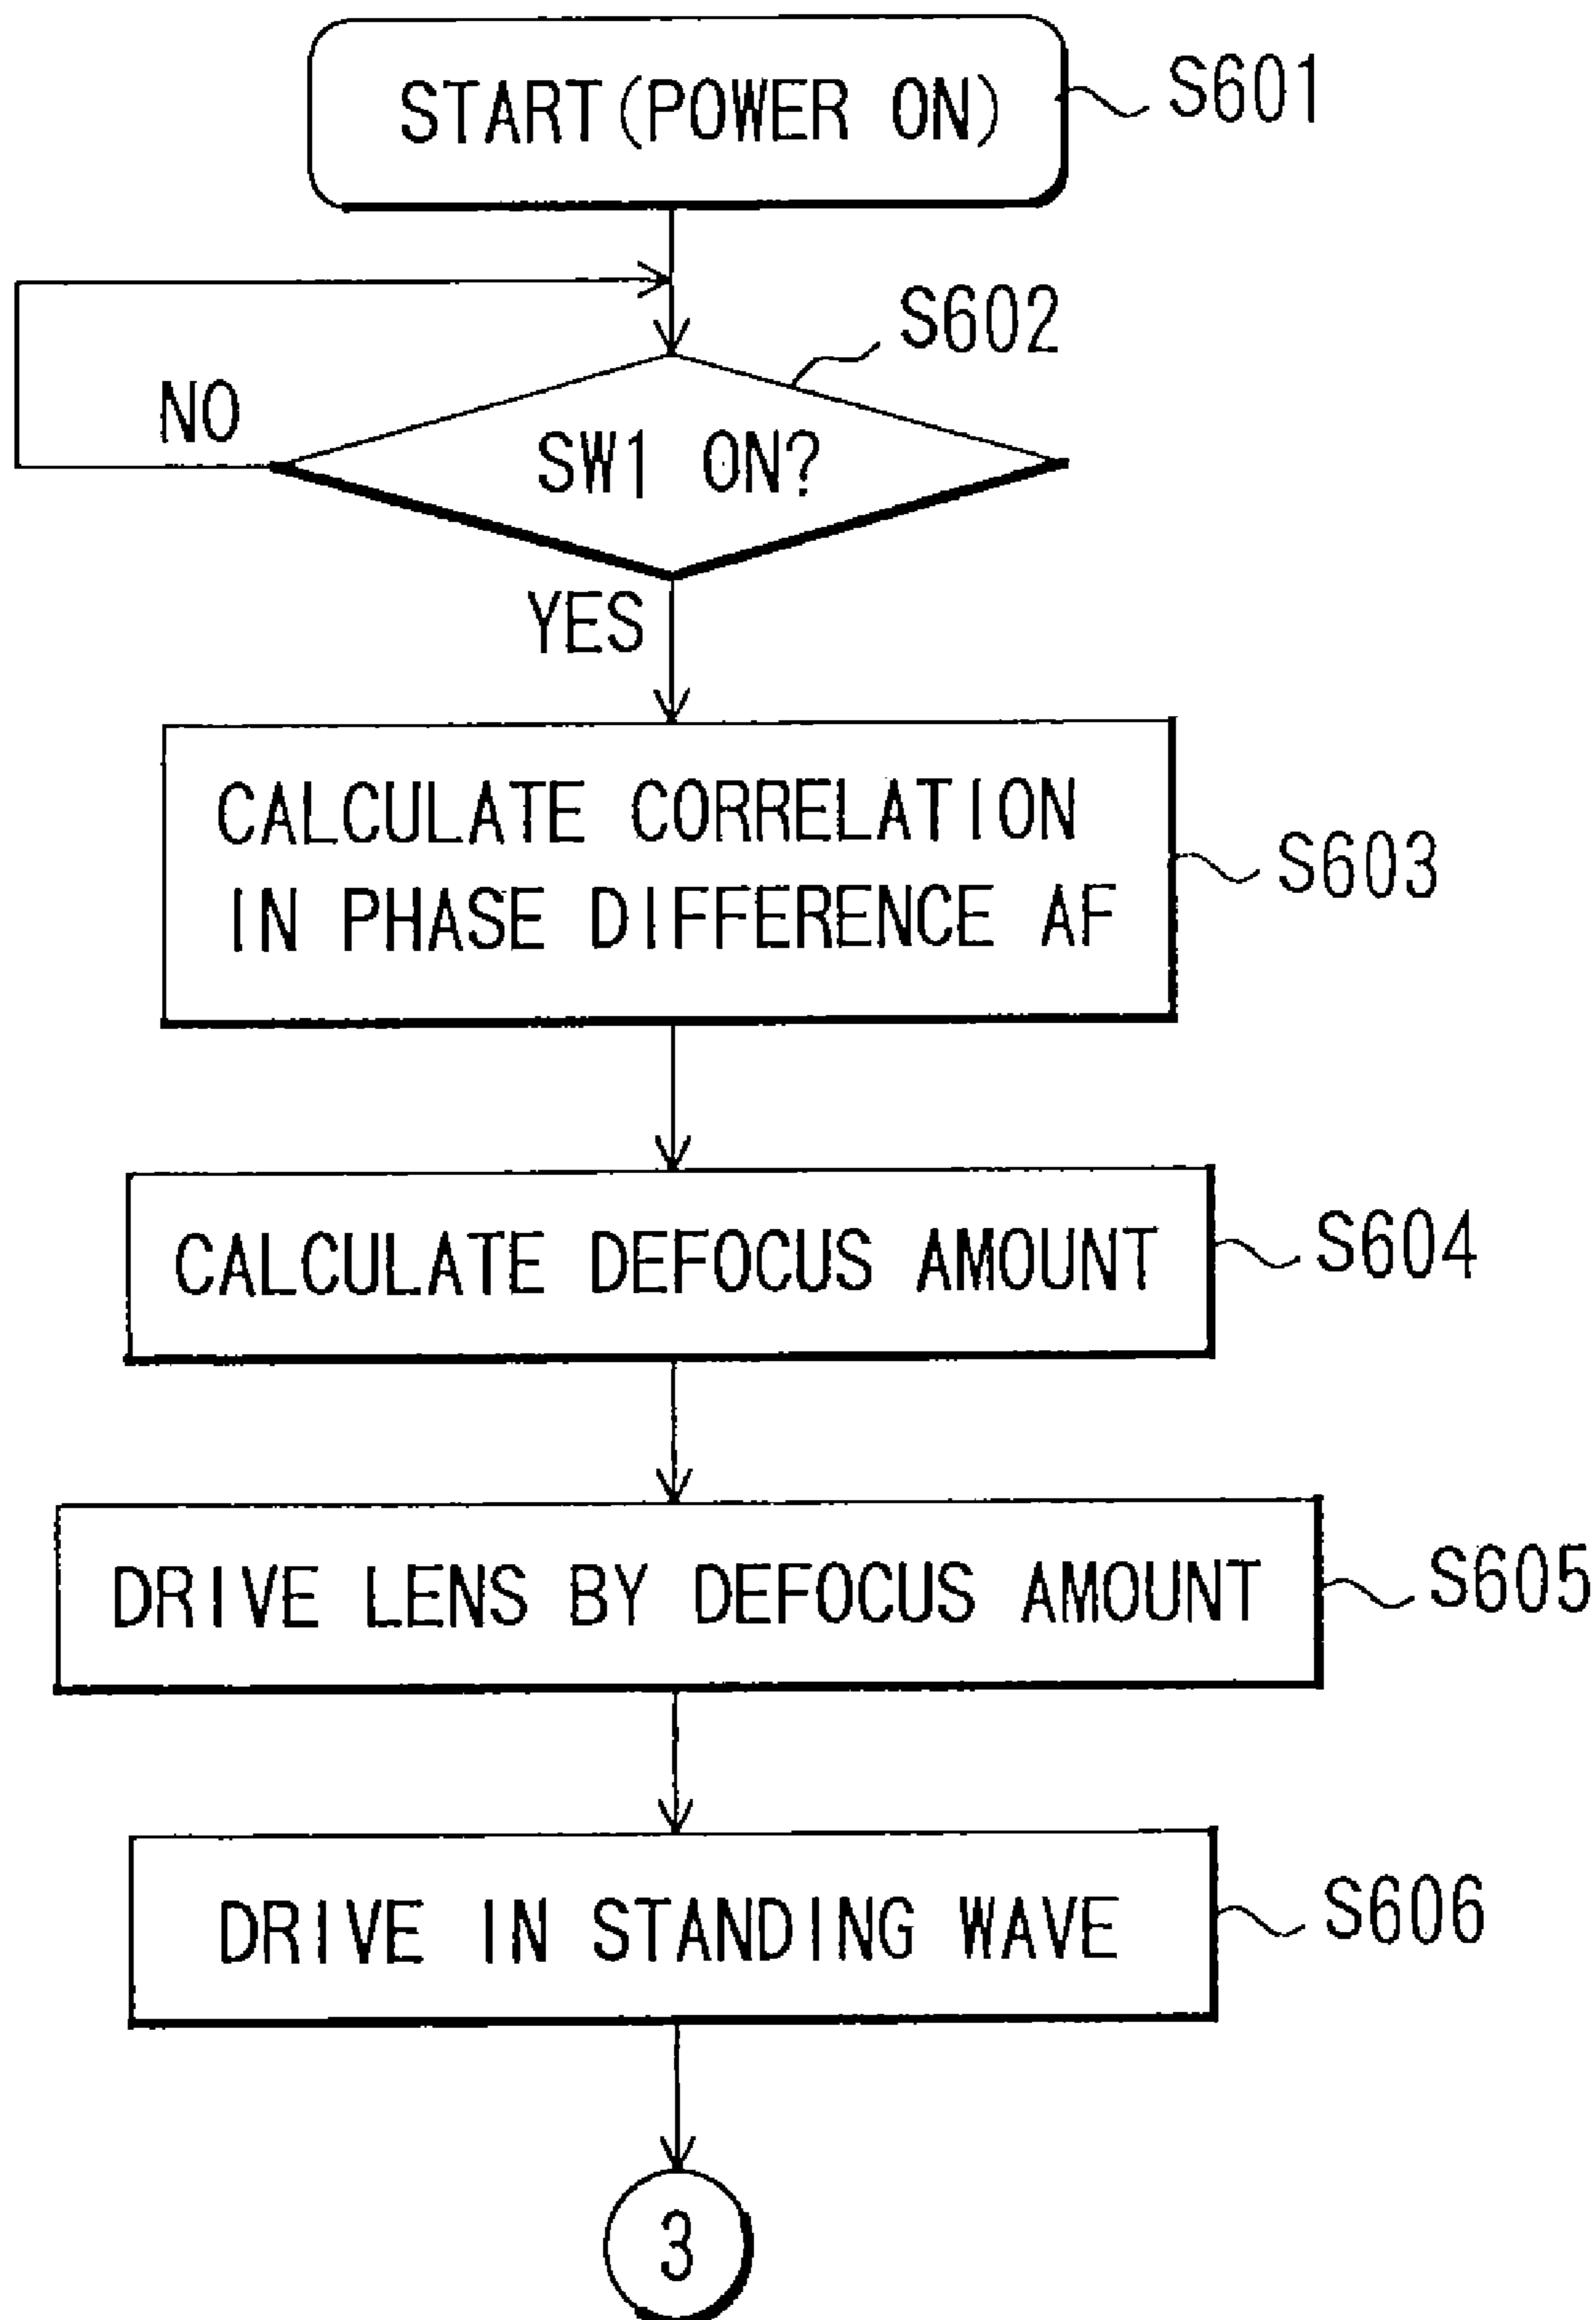 START(POWER ON)
S601
S602
NO
SW1 ON?
YES
CALCULATE CORRELATION
IN PHASE DIFFERENCE AF
S603
CALCULATE DEFOCUS AMOUNT
S604
DRIVE LENS BY DEFOCUS AMOUNT
S605
DRIVE IN STANDING WAVE
S606
3